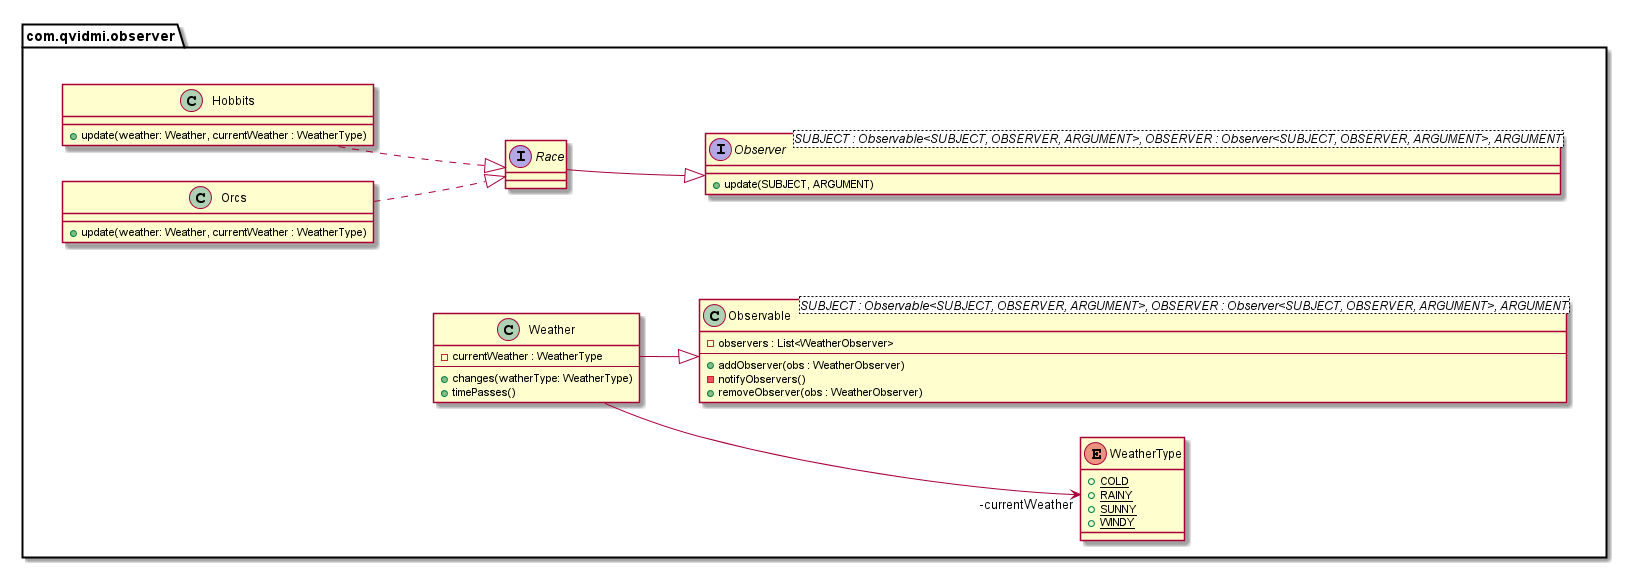 com.qvidmi.observer
C Hobbits
update(weather: Weather, currentWeather : WeatherType)
C Orcs
update(weather: Weather, currentWeather : WeatherType)
I Race
I Observer
SUBJECT : Observable<SUBJECT, OBSERVER, ARGUMENT>, OBSERVER : Observer<SUBJECT, OBSERVER, ARGUMENT>, ARGUMENT
update(SUBJECT, ARGUMENT)
C Weather
currentWeather : WeatherType
changes(watherType: WeatherType)
timePasses()
C Observable
SUBJECT : Observable<SUBJECT, OBSERVER, ARGUMENT>, OBSERVER : Observer<SUBJECT, OBSERVER, ARGUMENT>, ARGUMENT
observers : List<WeatherObserver>
addObserver(obs : WeatherObserver)
notifyObservers()
removeObserver(obs : WeatherObserver)
-currentWeather
E WeatherType
COLD
RAINY
SUNNY
WINDY